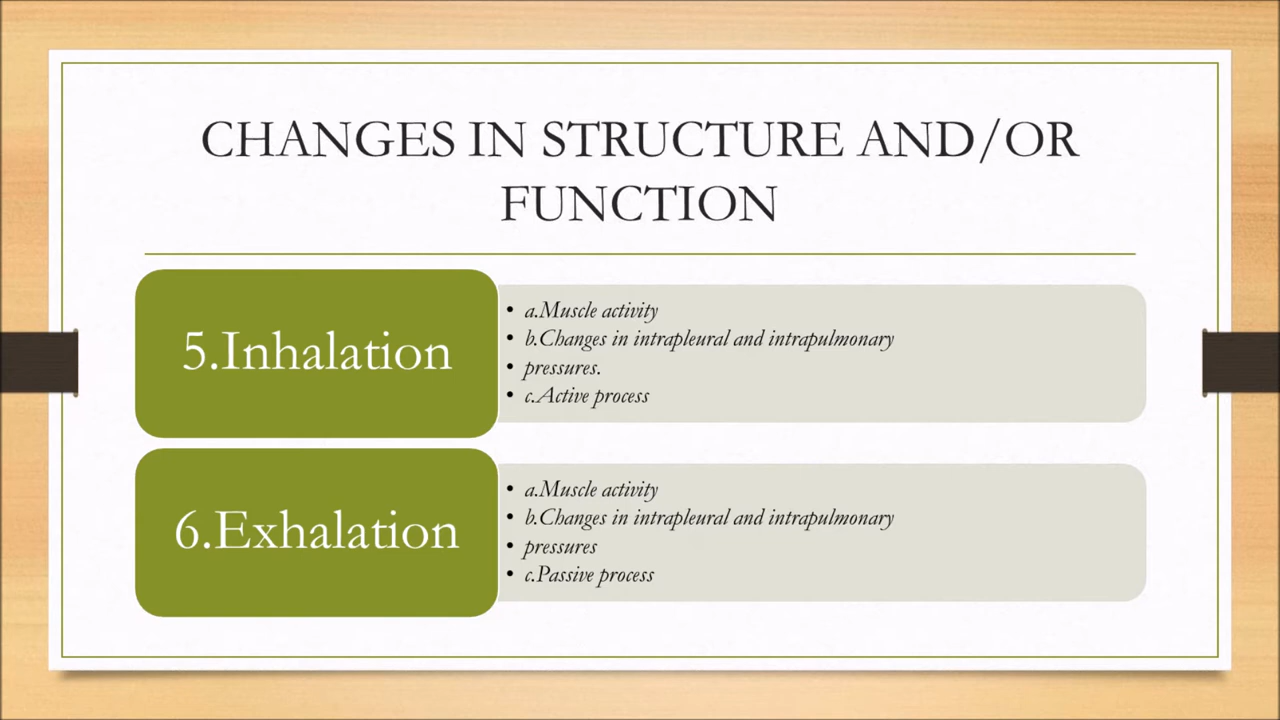 CHANGES IN STRUCTURE AND/OR
FUNCTION
5.Inhalation
• a.Muscle activity
• b.Changes in intrapleural and intrapulmonary
• pressures.
• c.Active process
6.Exhalation
• a.Muscle activity
• b.Changes in intrapleural and intrapulmonary
• pressures
• c.Passive process